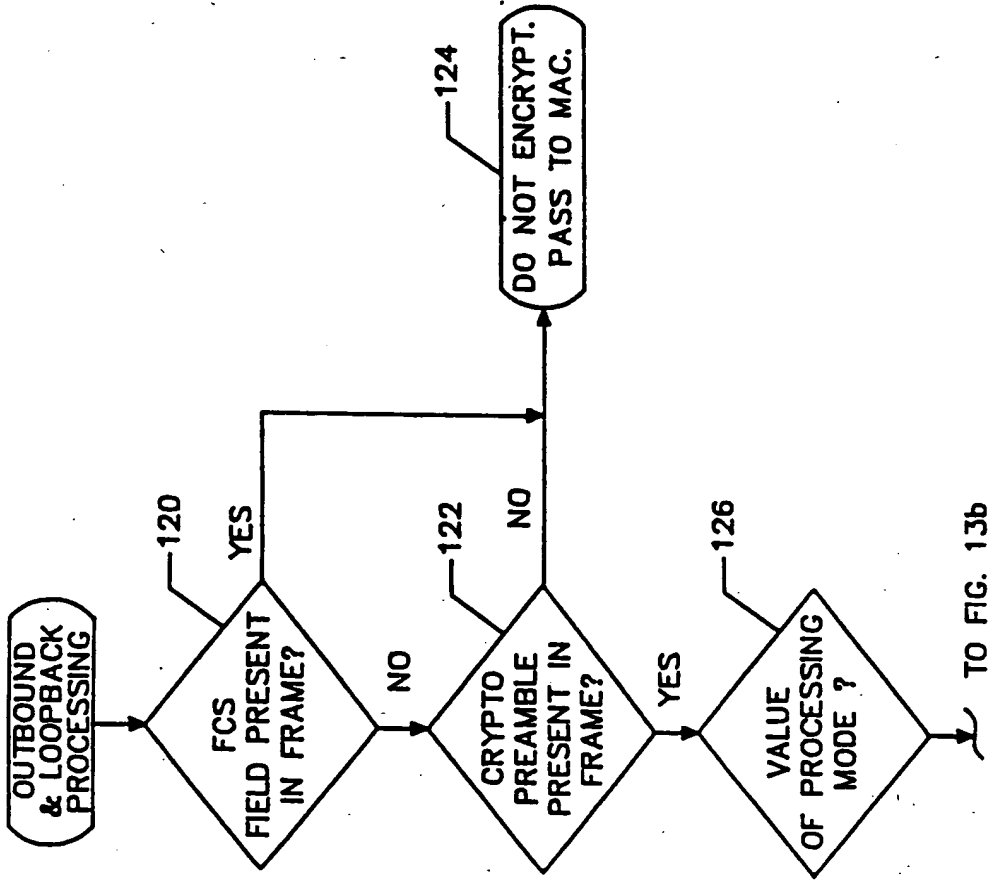 OUTBOUND
& LOOPBACK
PROCESSING
120
FCS
FIELD PRESENT
IN FRAME?
YES
NO
122
CRYPTO
PREAMBLE
PRESENT IN
FRAME?
NO
YES
124
DO NOT ENCRYPT.
PASS TO MAC.
126
VALUE
OF PROCESSING
MODE ?
TO FIG. 13b